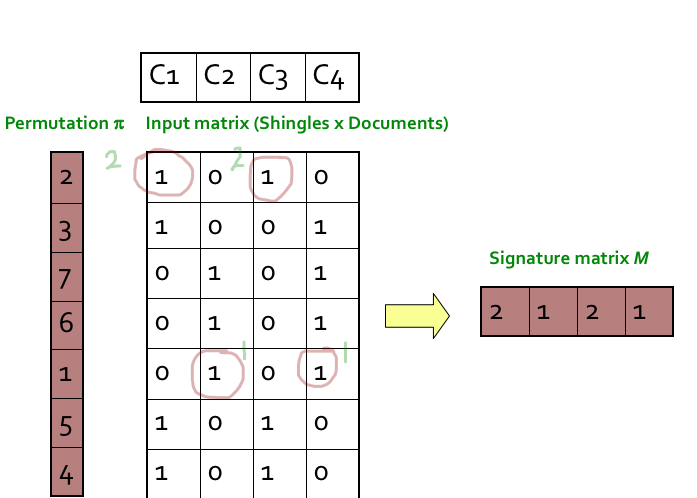 C1 C2 C3 C4
Permutation π Input matrix (Shingles x Documents)
2 2 1 0 2 1 0
3 1 0 0 1
7 0 1 0 1
Signature matrix M
6 0 1 0 1 2 1 2 1
1 0 1 1 0 1 1
5 1 0 1 0
4 1 0 1 0